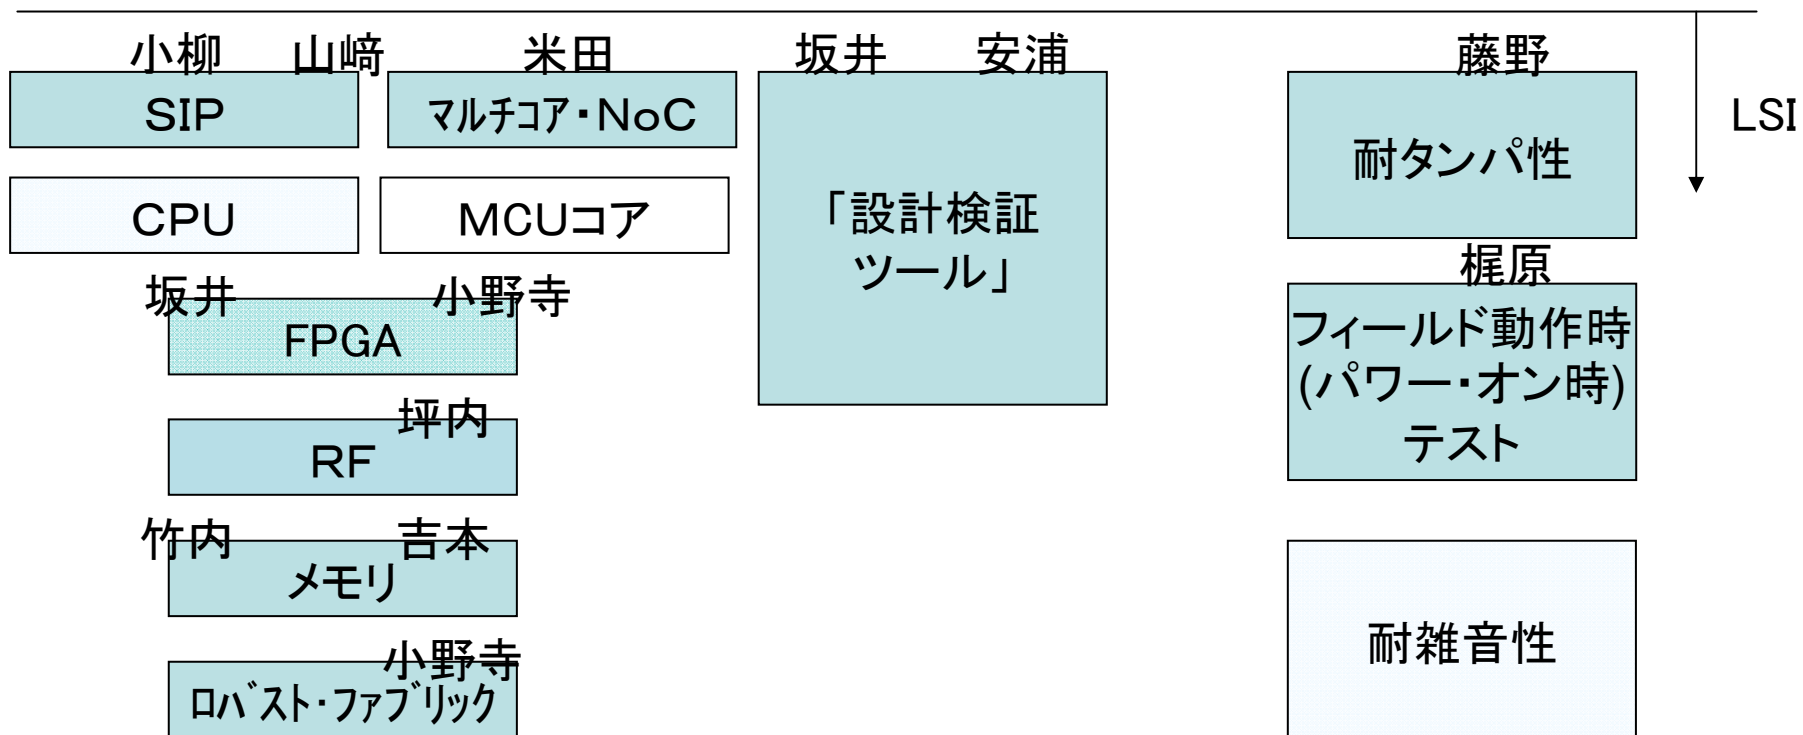 小柳 山﨑 米田 坂井 安浦 藤野
SIP
マルチコア・NoC
LSI
CPU
MCUコア
「設計検証
ツール」
耐タンパ性
坂井 小野寺
FPGA
梶原
フィールド動作時
(パワー・オン時)
テスト
坪内
RF
竹内 吉本
メモリ
小野寺
ロバスト・ファブリック
耐雑音性